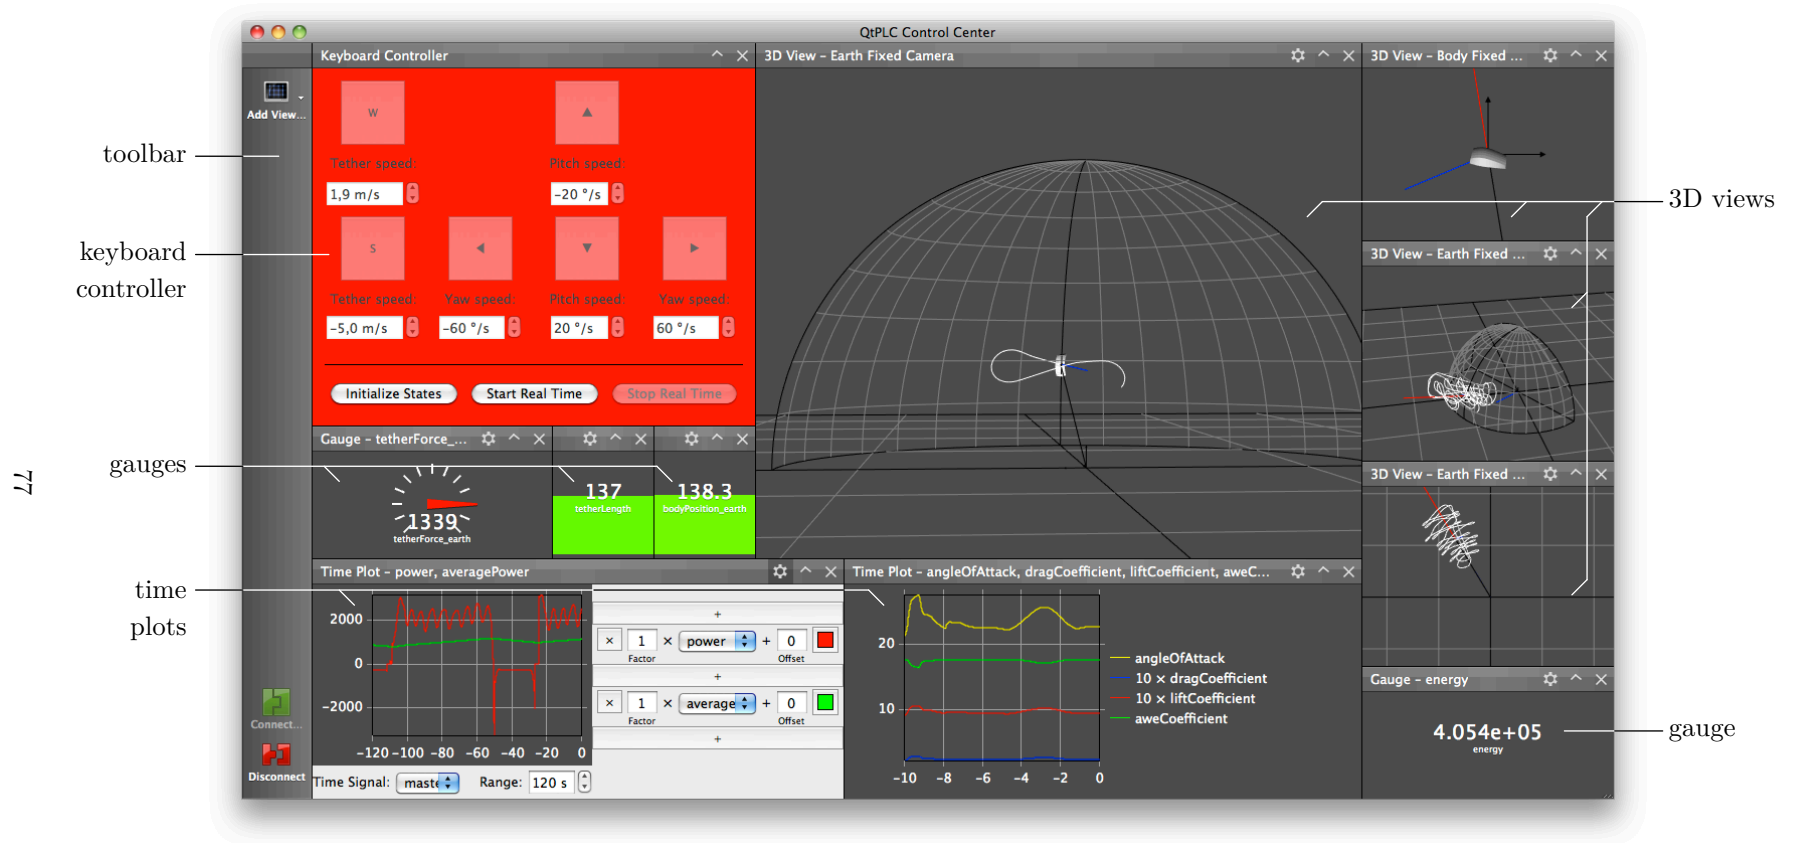 QtPLC Control Center
Keyboard Controller
3D View – Earth Fixed Camera
3D View – Body Fixed ...
Add View...
W
▲
Tether speed:
Pitch speed:
1,9 m/s
–20 °/s
S
◀
▼
▶
Tether speed:
Yaw speed:
Pitch speed:
Yaw speed:
–5,0 m/s
–60 °/s
20 °/s
60 °/s
Initialize States
Start Real Time
Stop Real Time
toolbar
keyboard
controller
gauges
time
plots
77
3D views
gauge
3D View – Earth Fixed ...
3D View – Earth Fixed ...
Gauge – tetherForce_...
1339
tetherForce_earth
137
tetherLength
138.3
bodyPosition_earth
Time Plot – power, averagePower
2000
0
–2000
–120 –100 –80 –60 –40 –20 0
Time Signal:
Range: 120 s
+
× 1 × power + 0
Factor Offset
+
× 1 × average + 0
Factor Offset
+
Time Plot – angleOfAttack, dragCoefficient, liftCoefficient, aweC...
20
10
–10 –8 –6 –4 –2 0
angleOfAttack
10 × dragCoefficient
10 × liftCoefficient
aweCoefficient
Gauge – energy
4.054e+05
energy
Connect...
Disconnect